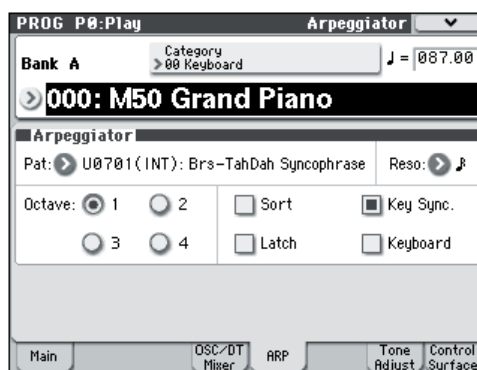 PROG P0:Play Arpeggiator
Bank A
Category
00 Keyboard
♩ = 087.00
000: M50 Grand Piano
Arpeggiator
Pat: U0701(INT): Brs-TahDah Syncophrase Reso: ♪
Octave: 1 2 Sort Key Sync.
3 4 Latch Keyboard
Main OSC/DT Mixer ARP Tone Adjust Control Surface